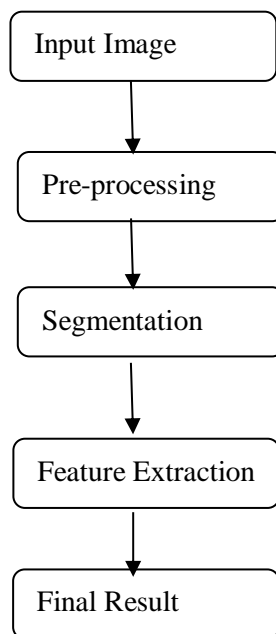 Input Image
Pre-processing
Segmentation
Feature Extraction
Final Result